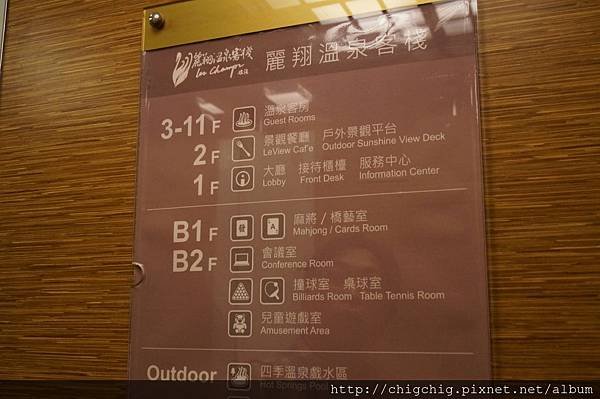 麗翔溫泉客棧 麗翔溫泉客棧
3-11F 溫泉客房
Guest Rooms
2F 景觀餐廳 戶外景觀平台
LeView Caf'e Outdoor Sunshine View Deck
1F 大廳 接待櫃檯 服務中心
Lobby Front Desk Information Center
B1F 麻將/橋藝室
發 A Mahjong / Cards Room
B2F 會議室
Conference Room
撞球室 桌球室
Billiards Room Table Tennis Room
兒童遊戲室
Amusement Area
Outdoor 四季溫泉戲水區
Hot Springs Pool
http://chigchig.pixnet.net/album